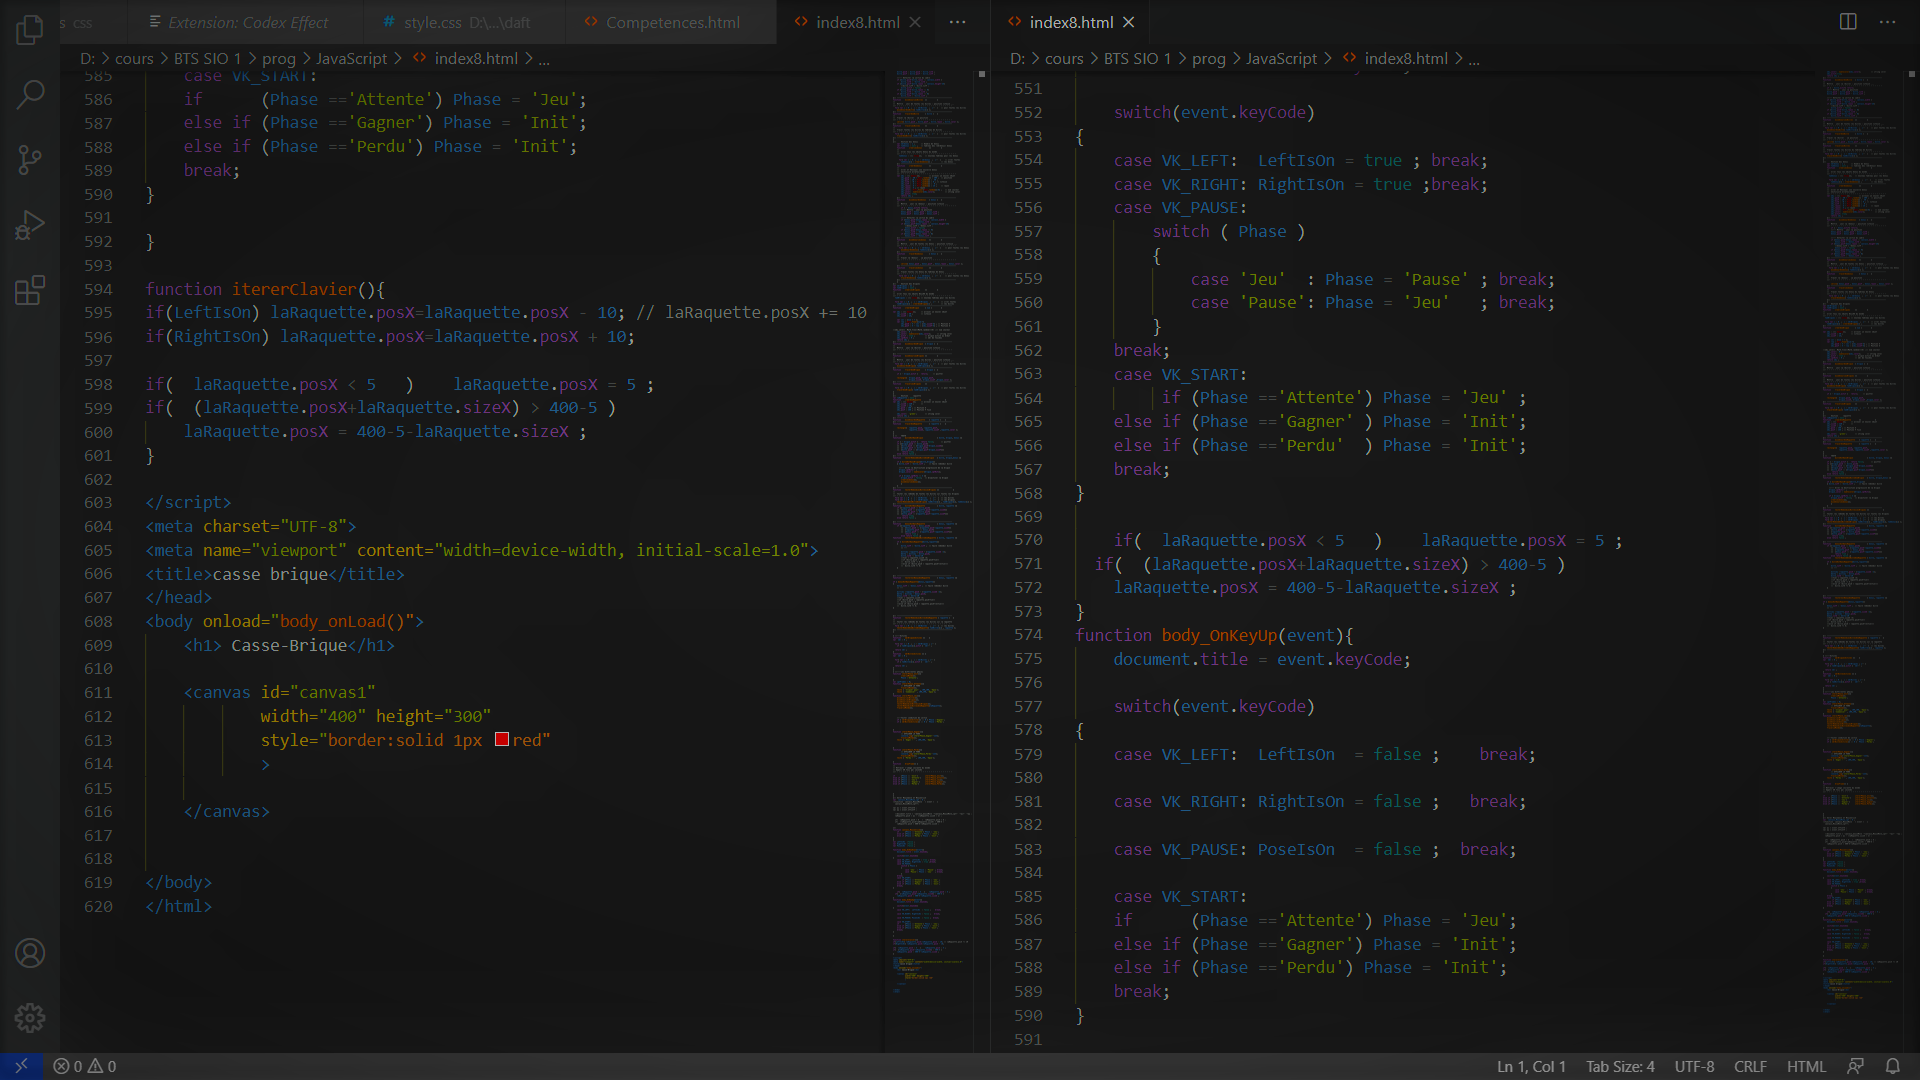 css
Extension: Codex Effect
# style.css D:\...\daft
Competences.html
index8.html
D: > cours > BTS SIO 1 > prog > JavaScript > index8.html > ...
585 case VK_START:
586 if (Phase =='Attente') Phase = 'Jeu';
587 else if (Phase =='Gagner') Phase = 'Init';
588 else if (Phase =='Perdu') Phase = 'Init';
589 break;
590 }
591
592 }
593
594 function itererClavier(){
595 if(LeftIsOn) laRaquette.posX=laRaquette.posX - 10; // laRaquette.posX += 10
596 if(RightIsOn) laRaquette.posX=laRaquette.posX + 10;
597
598 if( laRaquette.posX < 5 ) laRaquette.posX = 5 ;
599 if( (laRaquette.posX+laRaquette.sizeX) > 400-5 )
600 laRaquette.posX = 400-5-laRaquette.sizeX ;
601 }
602
603 </script>
604 <meta charset="UTF-8">
605 <meta name="viewport" content="width=device-width, initial-scale=1.0">
606 <title>casse brique</title>
607 </head>
608 <body onload="body_onLoad()">
609 <h1> Casse-Brique</h1>
610
611 <canvas id="canvas1"
612 width="400" height="300"
613 style="border:solid 1px red"
614 >
615
616 </canvas>
617
618
619 </body>
620 </html>
index8.html
D: > cours > BTS SIO 1 > prog > JavaScript > index8.html > ...
551
552 switch(event.keyCode)
553 {
554 case VK_LEFT: LeftIsOn = true ; break;
555 case VK_RIGHT: RightIsOn = true ;break;
556 case VK_PAUSE:
557 switch ( Phase )
558 {
559 case 'Jeu' : Phase = 'Pause' ; break;
560 case 'Pause': Phase = 'Jeu' ; break;
561 }
562 break;
563 case VK_START:
564 if (Phase =='Attente') Phase = 'Jeu' ;
565 else if (Phase =='Gagner' ) Phase = 'Init';
566 else if (Phase =='Perdu' ) Phase = 'Init';
567 break;
568 }
569
570 if( laRaquette.posX < 5 ) laRaquette.posX = 5 ;
571 if( (laRaquette.posX+laRaquette.sizeX) > 400-5 )
572 laRaquette.posX = 400-5-laRaquette.sizeX ;
573 }
574 function body_OnKeyUp(event){
575 document.title = event.keyCode;
576
577 switch(event.keyCode)
578 {
579 case VK_LEFT: LeftIsOn = false ; break;
580
581 case VK_RIGHT: RightIsOn = false ; break;
582
583 case VK_PAUSE: PoseIsOn = false ; break;
584
585 case VK_START:
586 if (Phase =='Attente') Phase = 'Jeu';
587 else if (Phase =='Gagner') Phase = 'Init';
588 else if (Phase =='Perdu') Phase = 'Init';
589 break;
590 }
591
0 0
Ln 1, Col 1 Tab Size: 4 UTF-8 CRLF HTML